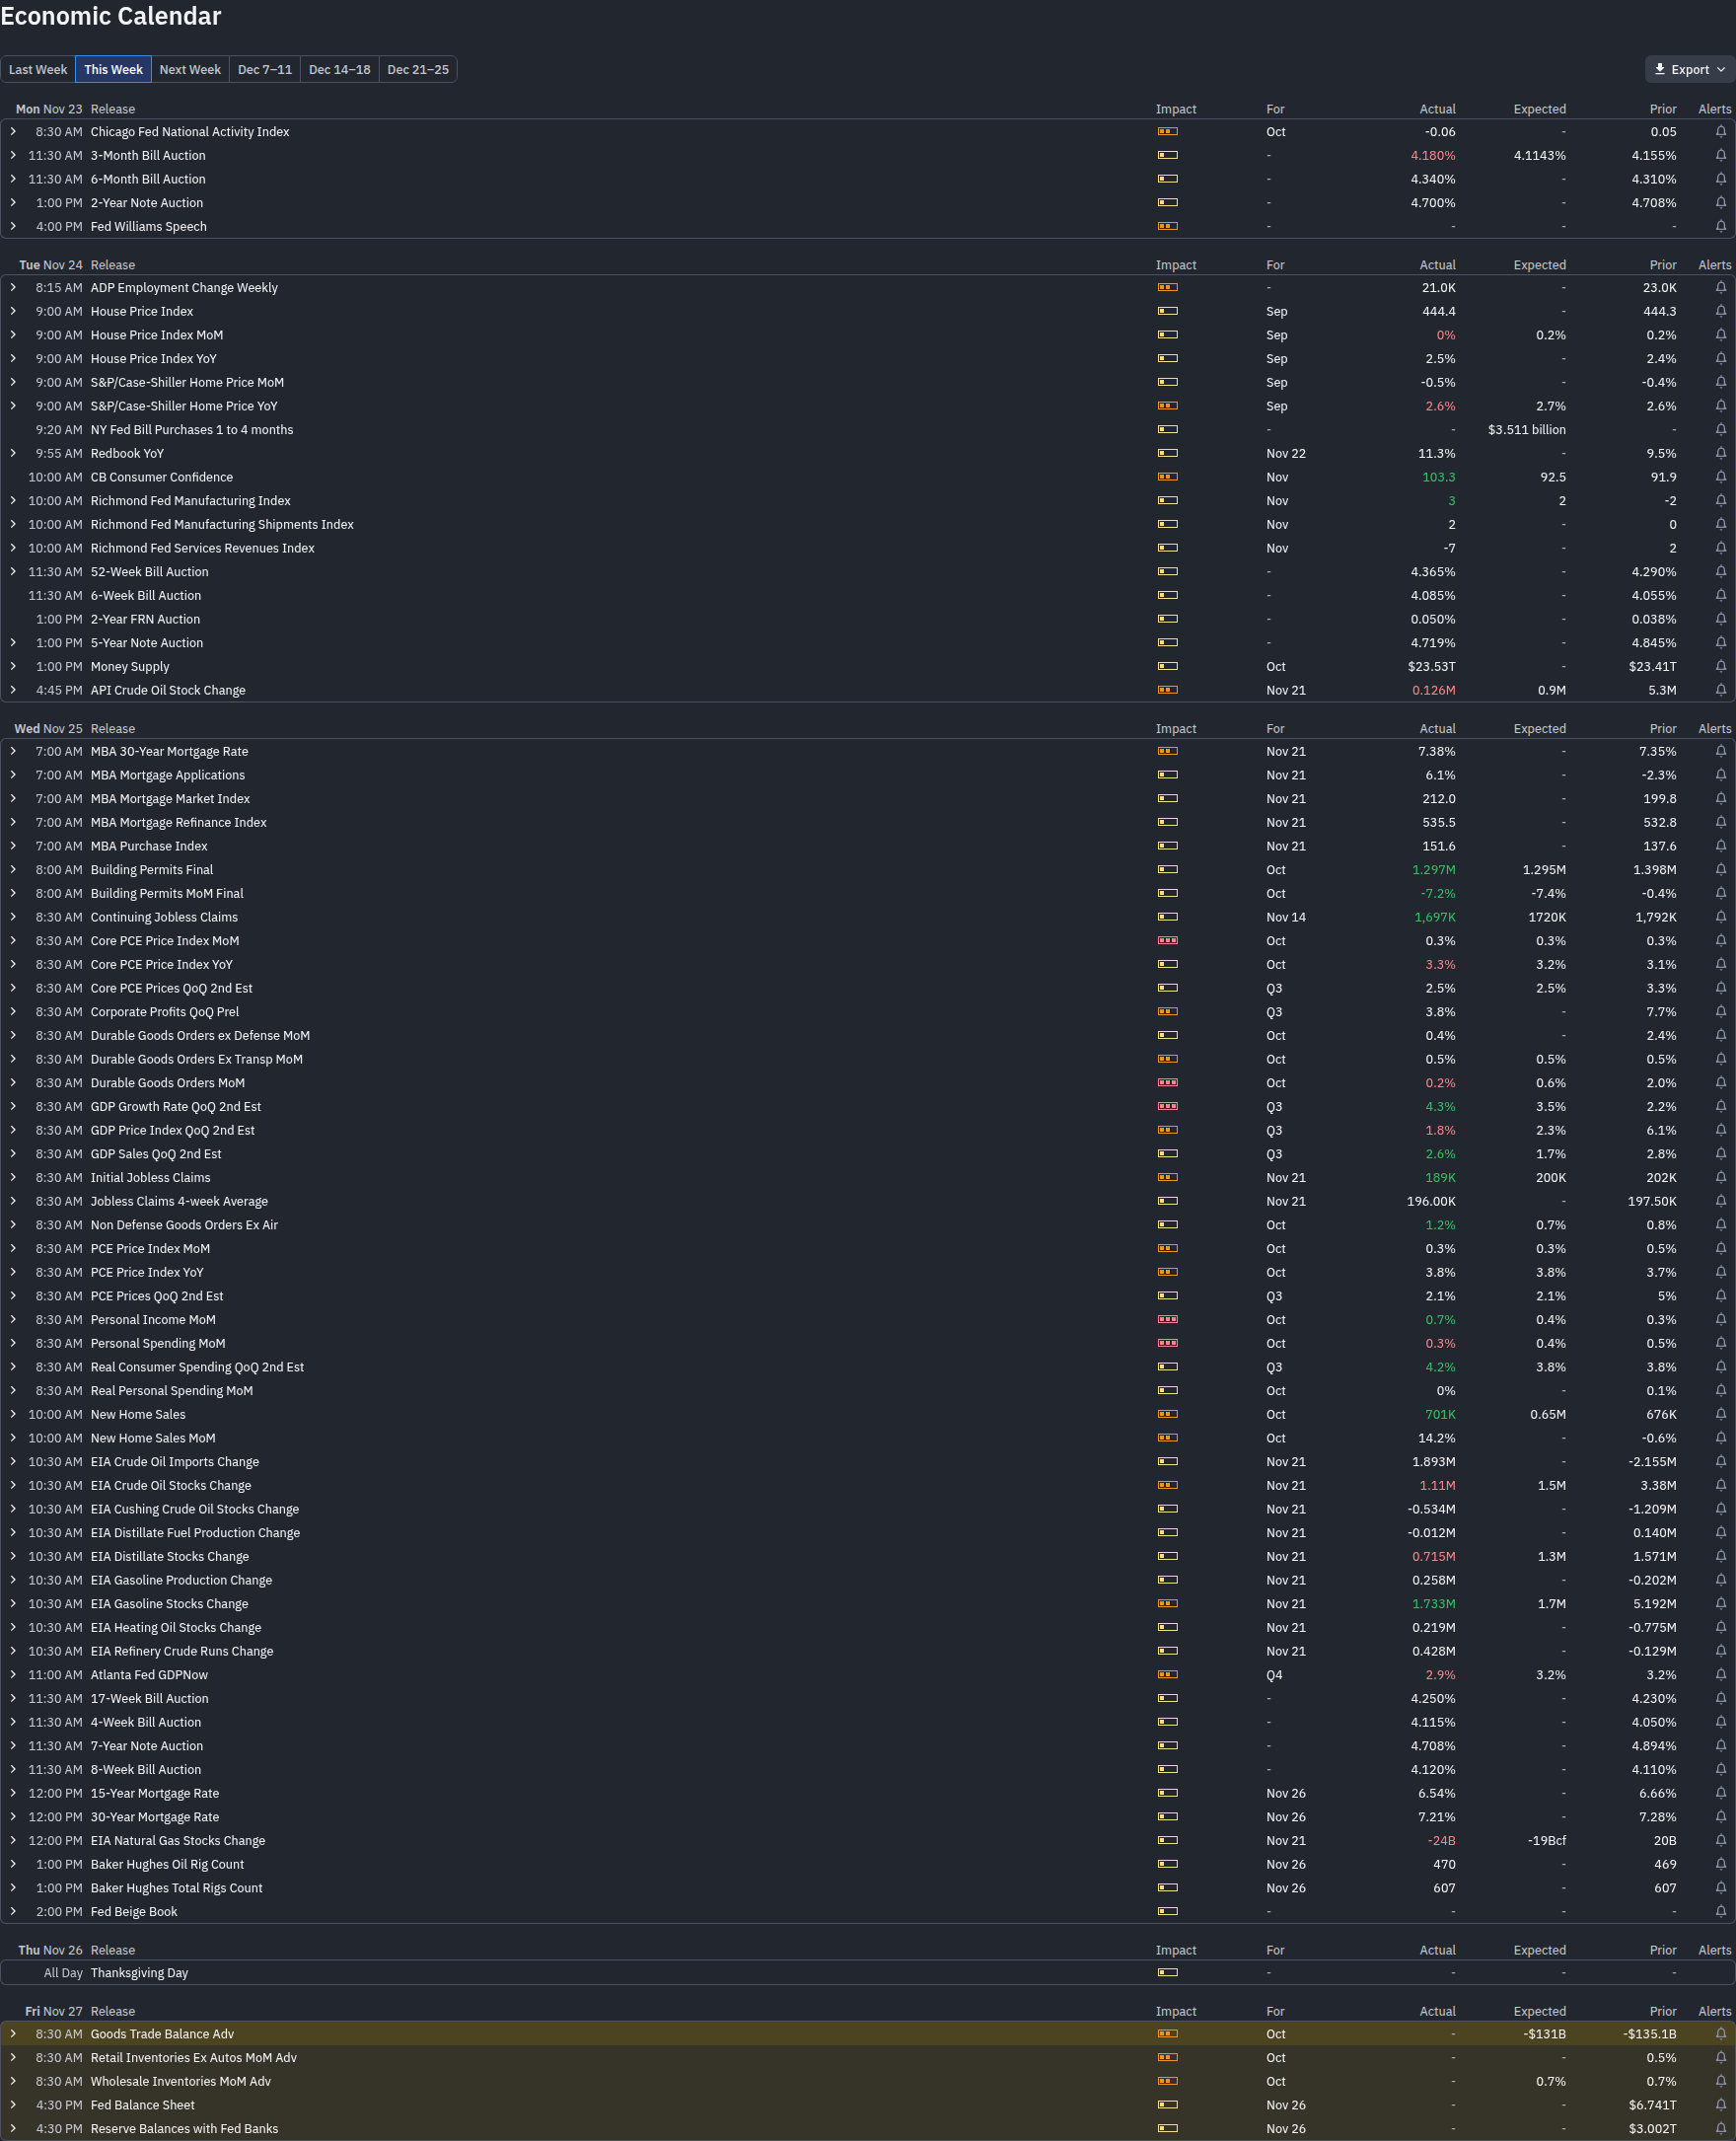 Economic Calendar
Last Week This Week Next Week Dec 7–11 Dec 14–18 Dec 21–25 Export
Mon Nov 23 Release Impact For Actual Expected Prior Alerts
8:30 AM Chicago Fed National Activity Index Oct -0.06 - 0.05
11:30 AM 3-Month Bill Auction - 4.180% 4.1143% 4.155%
11:30 AM 6-Month Bill Auction - 4.340% - 4.310%
1:00 PM 2-Year Note Auction - 4.700% - 4.708%
4:00 PM Fed Williams Speech - - - -
Tue Nov 24 Release Impact For Actual Expected Prior Alerts
8:15 AM ADP Employment Change Weekly - 21.0K - 23.0K
9:00 AM House Price Index Sep 444.4 - 444.3
9:00 AM House Price Index MoM Sep 0% 0.2% 0.2%
9:00 AM House Price Index YoY Sep 2.5% - 2.4%
9:00 AM S&P/Case-Shiller Home Price MoM Sep -0.5% - -0.4%
9:00 AM S&P/Case-Shiller Home Price YoY Sep 2.6% 2.7% 2.6%
9:20 AM NY Fed Bill Purchases 1 to 4 months - - $3.511 billion -
9:55 AM Redbook YoY Nov 22 11.3% - 9.5%
10:00 AM CB Consumer Confidence Nov 103.3 92.5 91.9
10:00 AM Richmond Fed Manufacturing Index Nov 3 2 -2
10:00 AM Richmond Fed Manufacturing Shipments Index Nov 2 - 0
10:00 AM Richmond Fed Services Revenues Index Nov -7 - 2
11:30 AM 52-Week Bill Auction - 4.365% - 4.290%
11:30 AM 6-Week Bill Auction - 4.085% - 4.055%
1:00 PM 2-Year FRN Auction - 0.050% - 0.038%
1:00 PM 5-Year Note Auction - 4.719% - 4.845%
1:00 PM Money Supply Oct $23.53T - $23.41T
4:45 PM API Crude Oil Stock Change Nov 21 0.126M 0.9M 5.3M
Wed Nov 25 Release Impact For Actual Expected Prior Alerts
7:00 AM MBA 30-Year Mortgage Rate Nov 21 7.38% - 7.35%
7:00 AM MBA Mortgage Applications Nov 21 6.1% - -2.3%
7:00 AM MBA Mortgage Market Index Nov 21 212.0 - 199.8
7:00 AM MBA Mortgage Refinance Index Nov 21 535.5 - 532.8
7:00 AM MBA Purchase Index Nov 21 151.6 - 137.6
8:00 AM Building Permits Final Oct 1.297M 1.295M 1.398M
8:00 AM Building Permits MoM Final Oct -7.2% -7.4% -0.4%
8:30 AM Continuing Jobless Claims Nov 14 1,697K 1720K 1,792K
8:30 AM Core PCE Price Index MoM Oct 0.3% 0.3% 0.3%
8:30 AM Core PCE Price Index YoY Oct 3.3% 3.2% 3.1%
8:30 AM Core PCE Prices QoQ 2nd Est Q3 2.5% 2.5% 3.3%
8:30 AM Corporate Profits QoQ Prel Q3 3.8% - 7.7%
8:30 AM Durable Goods Orders ex Defense MoM Oct 0.4% - 2.4%
8:30 AM Durable Goods Orders Ex Transp MoM Oct 0.5% 0.5% 0.5%
8:30 AM Durable Goods Orders MoM Oct 0.2% 0.6% 2.0%
8:30 AM GDP Growth Rate QoQ 2nd Est Q3 4.3% 3.5% 2.2%
8:30 AM GDP Price Index QoQ 2nd Est Q3 1.8% 2.3% 6.1%
8:30 AM GDP Sales QoQ 2nd Est Q3 2.6% 1.7% 2.8%
8:30 AM Initial Jobless Claims Nov 21 189K 200K 202K
8:30 AM Jobless Claims 4-week Average Nov 21 196.00K - 197.50K
8:30 AM Non Defense Goods Orders Ex Air Oct 1.2% 0.7% 0.8%
8:30 AM PCE Price Index MoM Oct 0.3% 0.3% 0.5%
8:30 AM PCE Price Index YoY Oct 3.8% 3.8% 3.7%
8:30 AM PCE Prices QoQ 2nd Est Q3 2.1% 2.1% 5%
8:30 AM Personal Income MoM Oct 0.7% 0.4% 0.3%
8:30 AM Personal Spending MoM Oct 0.3% 0.4% 0.5%
8:30 AM Real Consumer Spending QoQ 2nd Est Q3 4.2% 3.8% 3.8%
8:30 AM Real Personal Spending MoM Oct 0% - 0.1%
10:00 AM New Home Sales Oct 701K 0.65M 676K
10:00 AM New Home Sales MoM Oct 14.2% - -0.6%
10:30 AM EIA Crude Oil Imports Change Nov 21 1.893M - -2.155M
10:30 AM EIA Crude Oil Stocks Change Nov 21 1.11M 1.5M 3.38M
10:30 AM EIA Cushing Crude Oil Stocks Change Nov 21 -0.534M - -1.209M
10:30 AM EIA Distillate Fuel Production Change Nov 21 -0.012M - 0.140M
10:30 AM EIA Distillate Stocks Change Nov 21 0.715M 1.3M 1.571M
10:30 AM EIA Gasoline Production Change Nov 21 0.258M - -0.202M
10:30 AM EIA Gasoline Stocks Change Nov 21 1.733M 1.7M 5.192M
10:30 AM EIA Heating Oil Stocks Change Nov 21 0.219M - -0.775M
10:30 AM EIA Refinery Crude Runs Change Nov 21 0.428M - -0.129M
11:00 AM Atlanta Fed GDPNow Q4 2.9% 3.2% 3.2%
11:30 AM 17-Week Bill Auction - 4.250% - 4.230%
11:30 AM 4-Week Bill Auction - 4.115% - 4.050%
11:30 AM 7-Year Note Auction - 4.708% - 4.894%
11:30 AM 8-Week Bill Auction - 4.120% - 4.110%
12:00 PM 15-Year Mortgage Rate Nov 26 6.54% - 6.66%
12:00 PM 30-Year Mortgage Rate Nov 26 7.21% - 7.28%
12:00 PM EIA Natural Gas Stocks Change Nov 21 -24B -19Bcf 20B
1:00 PM Baker Hughes Oil Rig Count Nov 26 470 - 469
1:00 PM Baker Hughes Total Rigs Count Nov 26 607 - 607
2:00 PM Fed Beige Book - - - -
Thu Nov 26 Release Impact For Actual Expected Prior Alerts
All Day Thanksgiving Day - - - -
Fri Nov 27 Release Impact For Actual Expected Prior Alerts
8:30 AM Goods Trade Balance Adv Oct - -$131B -$135.1B
8:30 AM Retail Inventories Ex Autos MoM Adv Oct - - 0.5%
8:30 AM Wholesale Inventories MoM Adv Oct - 0.7% 0.7%
4:30 PM Fed Balance Sheet Nov 26 - - $6.741T
4:30 PM Reserve Balances with Fed Banks Nov 26 - - $3.002T